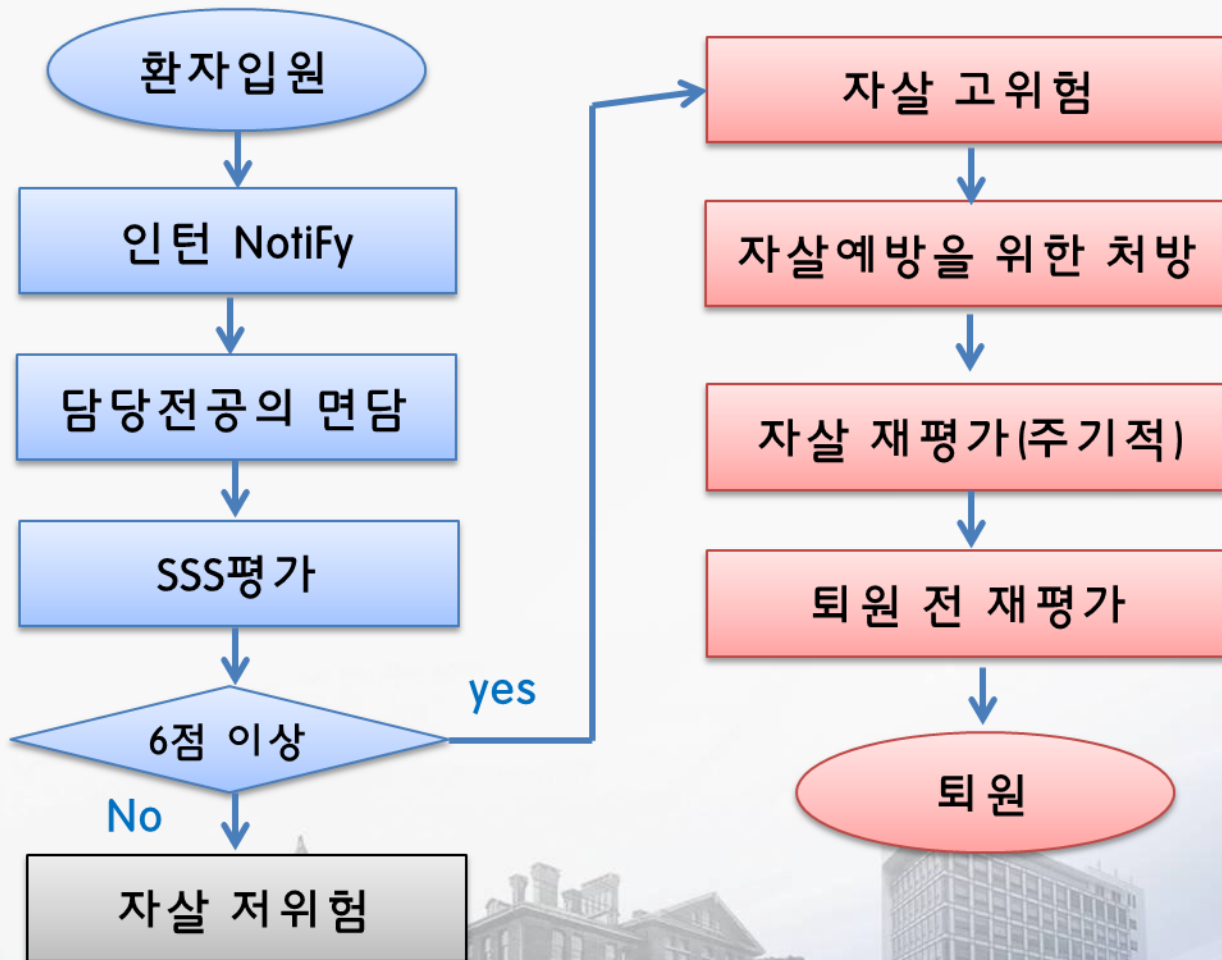 환자입원
인턴 NotiFy
담당전공의 면담
SSS평가
6점 이상
yes
No
자살 저위험
자살 고위험
자살예방을 위한 처방
자살 재평가(주기적)
퇴원 전 재평가
퇴원